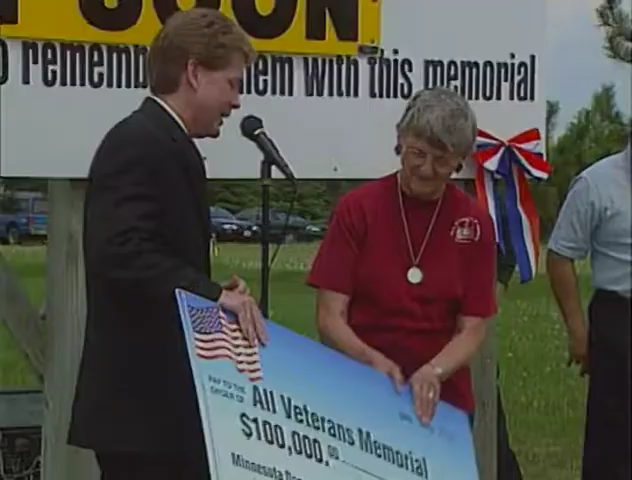 SOON
remember them with this memorial
PAY TO THE
ORDER OF
All Veterans Memorial
$100,000.00
Minnesota